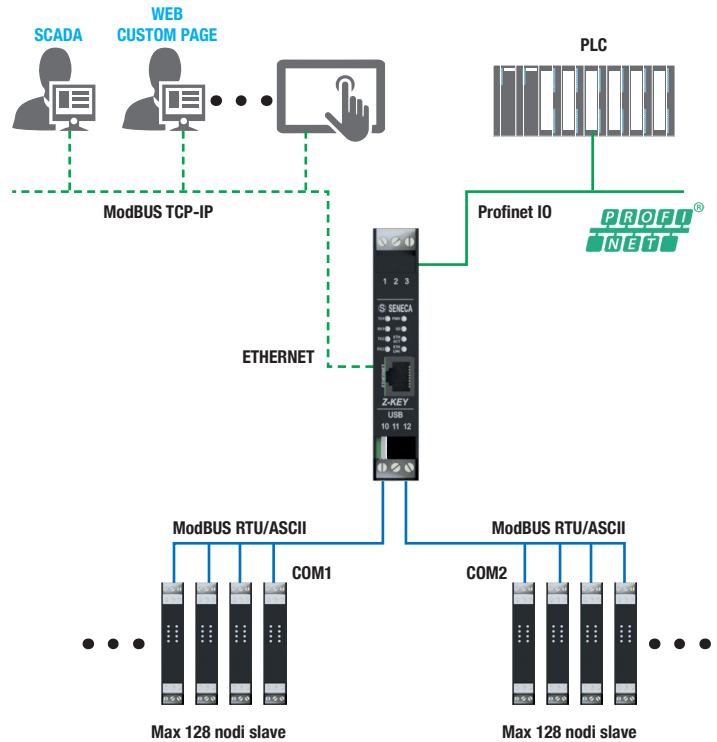 WEB
SCADA
CUSTOM PAGE
PLC
ModBUS TCP-IP
Profinet IO
PROFI®
NET
1 2 3
S SENECA
ETHERNET
ETHERNET
Z-KEY
USB
10 11 12
ModBUS RTU/ASCII
ModBUS RTU/ASCII
COM1
COM2
Max 128 nodi slave
Max 128 nodi slave